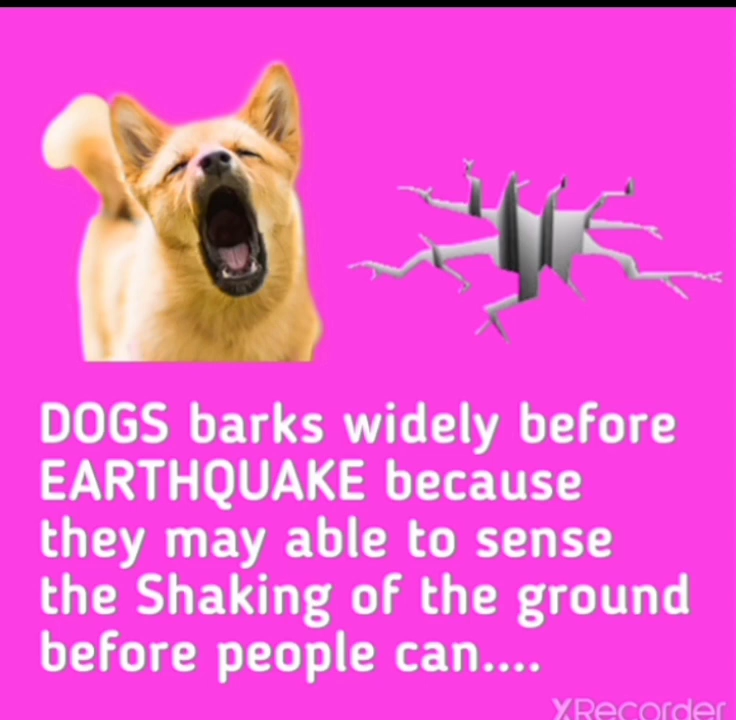 DOGS barks widely before
EARTHQUAKE because
they may able to sense
the Shaking of the ground
before people can....
XRecorder